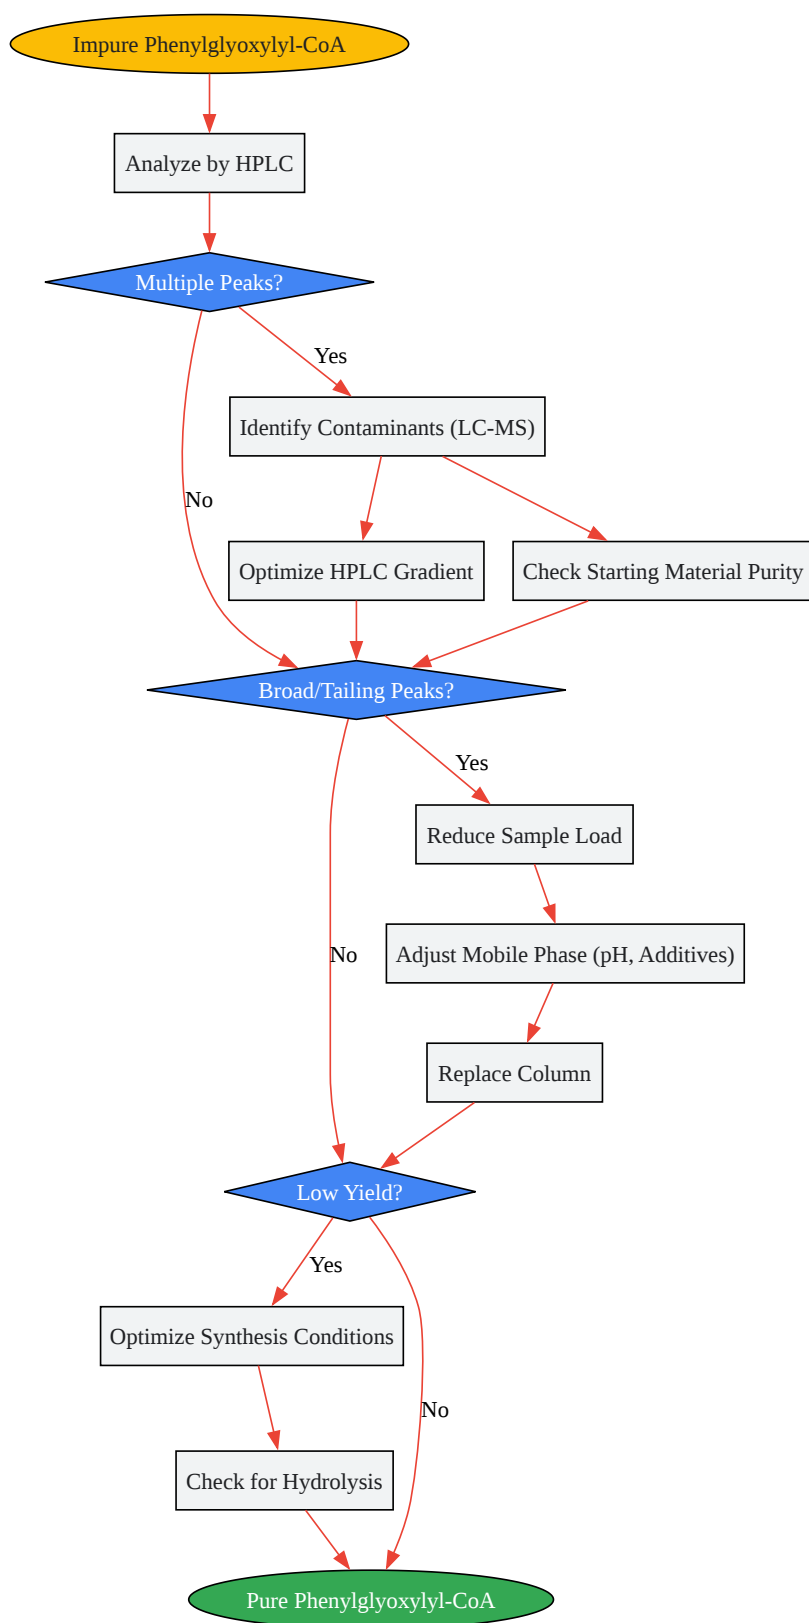 Impure Phenylglyoxylyl-CoA
Analyze by HPLC
Multiple Peaks?
Yes
Identify Contaminants (LC-MS)
No
Optimize HPLC Gradient
Check Starting Material Purity
Broad/Tailing Peaks?
Yes
Reduce Sample Load
Adjust Mobile Phase (pH, Additives)
No
Replace Column
Low Yield?
Yes
Optimize Synthesis Conditions
No
Check for Hydrolysis
Pure Phenylglyoxylyl-CoA